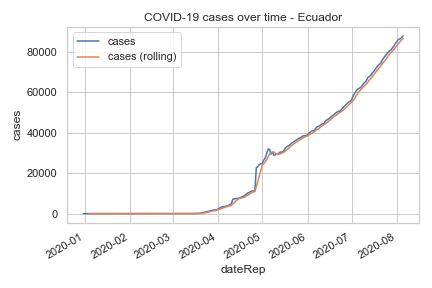 COVID-19 cases over time - Ecuador
cases
cases (rolling)
80000
60000
40000
20000
0
cases
2020-01
2020-02
2020-03
2020-04
2020-05
2020-06
2020-07
2020-08
dateRep